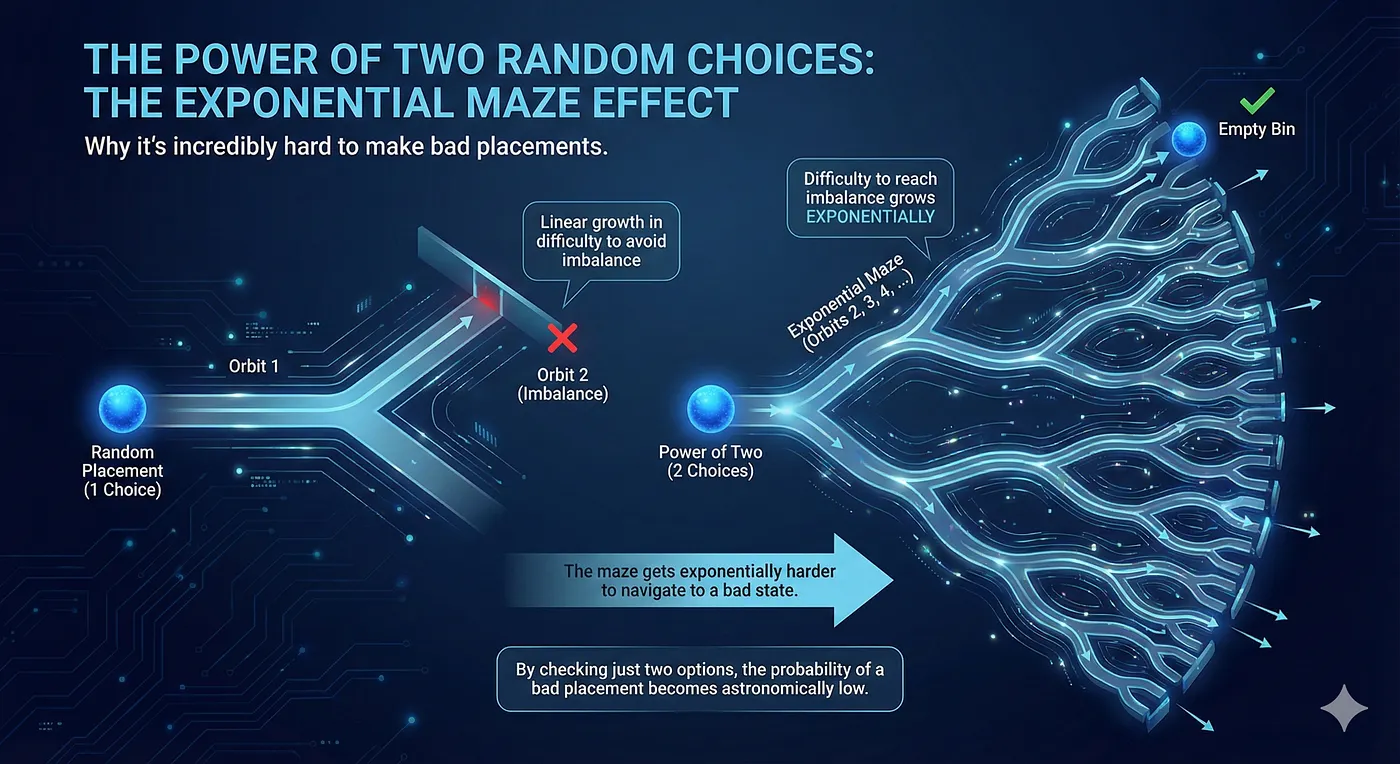 THE POWER OF TWO RANDOM CHOICES:
THE EXPONENTIAL MAZE EFFECT
Why it's incredibly hard to make bad placements.
Linear growth in
difficulty to avoid
imbalance
Orbit 1
Orbit 2
(Imbalance)
Random
Placement
(1 Choice)
Difficulty to reach
imbalance grows
EXPONENTIALLY
Empty Bin
Exponential Maze
(Orbits 2, 3, 4, ...)
Power of Two
(2 Choices)
The maze gets exponentially harder
to navigate to a bad state.
By checking just two options, the probability of a
bad placement becomes astronomically low.